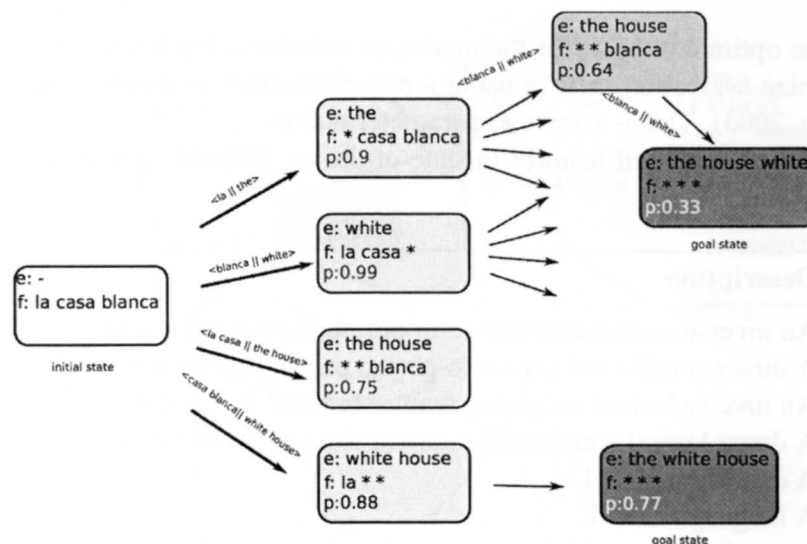 e: the house
f: * * blanca
p:0.64
<blanca || white>
<blanca || white>
e: the
f: * casa blanca
p:0.9
e: the house white
f: * * *
p:0.33
goal state
<la || the>
e: white
f: la casa *
p:0.99
<blanca || white>
e: -
f: la casa blanca
initial state
<la casa || the house>
e: the house
f: * * blanca
p:0.75
<casa blanca|| white house>
e: white house
f: la * *
p:0.88
e: the white house
f: * * *
p:0.77
goal state